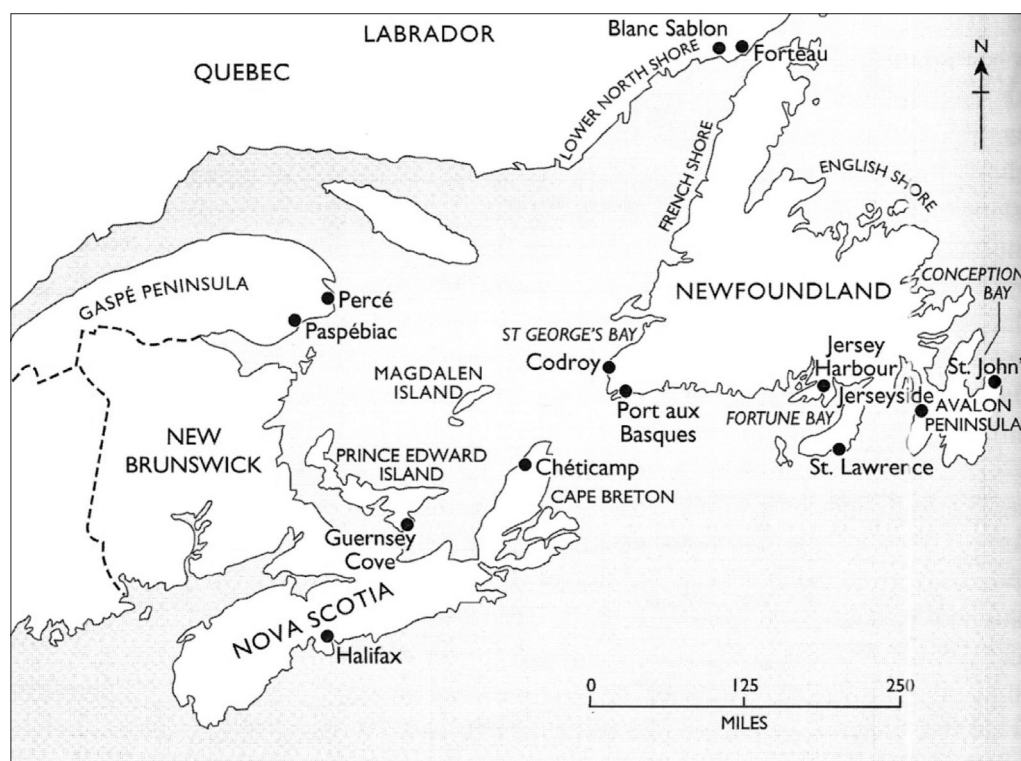 LABRADOR
Blanc Sablon
Forteau
QUEBEC
N
LOWER NORTH SHORE
FRENCH SHORE
ENGLISH SHORE
CONCEPTION
BAY
GASPÉ PENINSULA
Percé
Paspébiac
NEWFOUNDLAND
ST GEORGE'S BAY
Codroy
MAGDALEN
ISLAND
Port aux
Basques
Jersey
Harbour
Jerseyside
St. John'
AVALON
PENINSULA
FORTUNE BAY
St. Lawrence
NEW
BRUNSWICK
PRINCE EDWARD
ISLAND
Chéticamp
CAPE BRETON
Guernsey
Cove
NOVA SCOTIA
Halifax
0 125 250
MILES